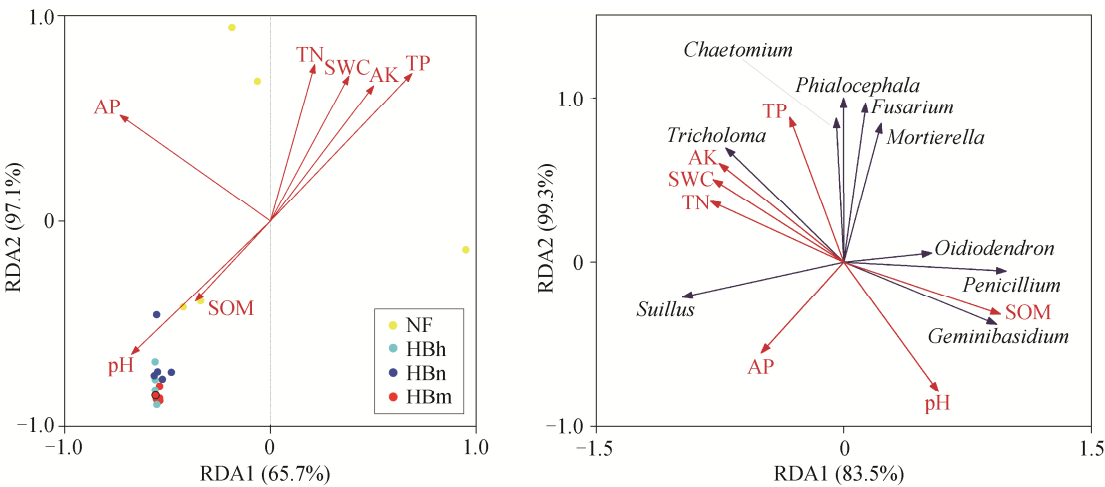 1.0
TN
SWC
AK
TP
AP
0
SOM
pH
NF
HBh
HBn
HBm
−1.0
−1.0
0
1.0
RDA1 (65.7%)
RDA2 (97.1%)
Chaetomium
Phialocephala
1.0
TP
Fusarium
Tricholoma
Mortierella
AK
SWC
TN
Oidiodendron
0
Penicillium
Suillus
SOM
Geminibasidium
AP
pH
−1.0
−1.5
0
1.5
RDA1 (83.5%)
RDA2 (99.3%)